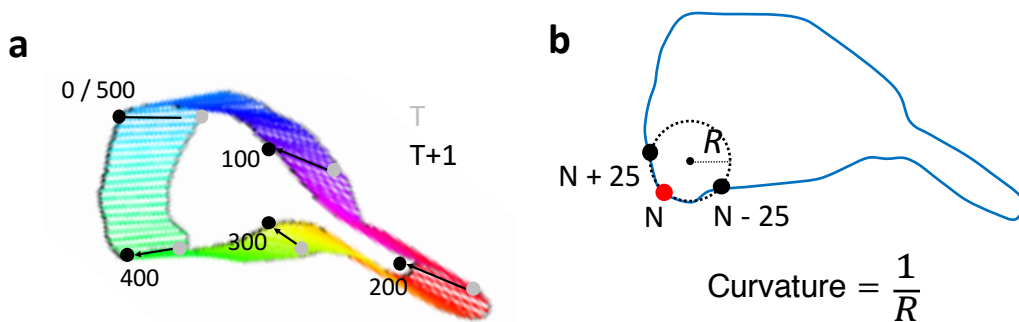 a
0 / 500
T
T+1
100
300
400
200
b
R
N + 25
N
N - 25
Curvature = 1/R